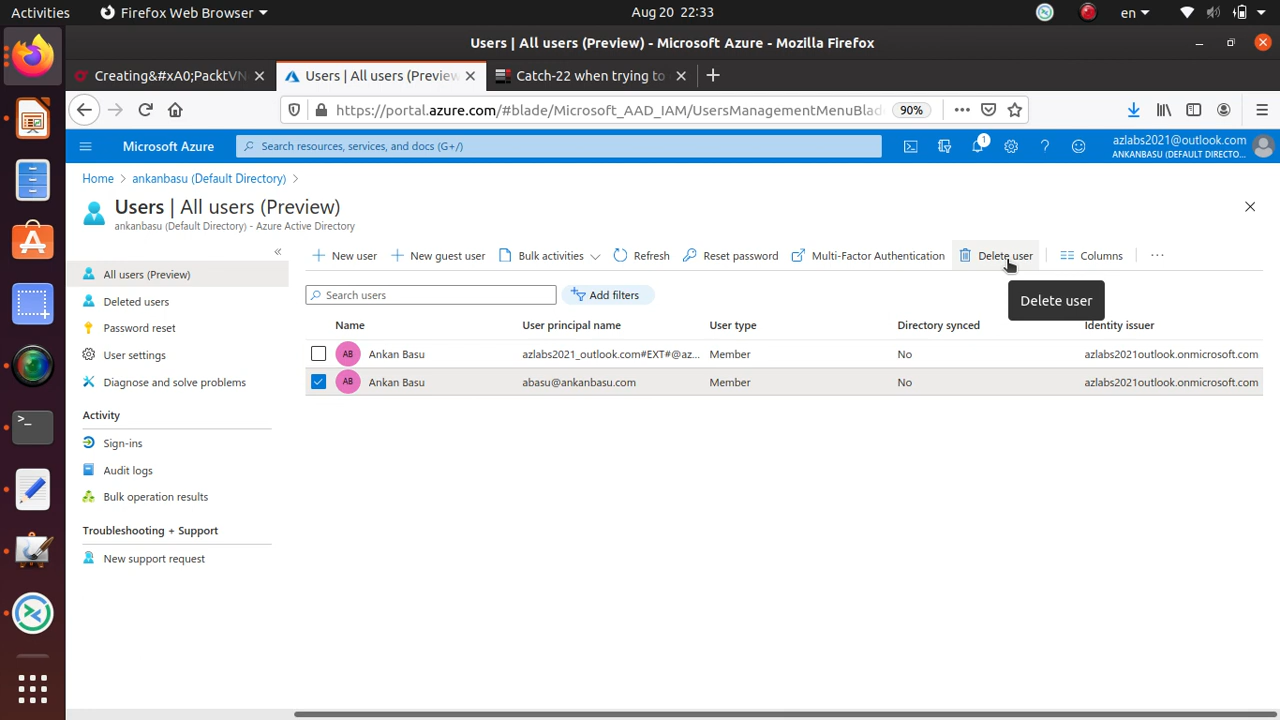 Activities
Firefox Web Browser
Aug 20 22:33
en
Users | All users (Preview) - Microsoft Azure - Mozilla Firefox
Creating&#xA0;PacktVN
Users | All users (Preview
Catch-22 when trying to
https://portal.azure.com/#blade/Microsoft_AAD_IAM/UsersManagementMenuBlad
90%
Microsoft Azure
Search resources, services, and docs (G+/)
1
azlabs2021@outlook.com
ANKANBASU (DEFAULT DIRECTO...
Home > ankanbasu (Default Directory) >
Users | All users (Preview)
ankanbasu (Default Directory) - Azure Active Directory
New user
New guest user
Bulk activities
Refresh
Reset password
Multi-Factor Authentication
Delete user
Columns
Delete user
All users (Preview)
Deleted users
Password reset
User settings
Diagnose and solve problems
Activity
Sign-ins
Audit logs
Bulk operation results
Troubleshooting + Support
New support request
Search users
Add filters
Name User principal name User type Directory synced Identity issuer
AB Ankan Basu azlabs2021_outlook.com#EXT#@az... Member No azlabs2021outlook.onmicrosoft.com
AB Ankan Basu abasu@ankanbasu.com Member No azlabs2021outlook.onmicrosoft.com